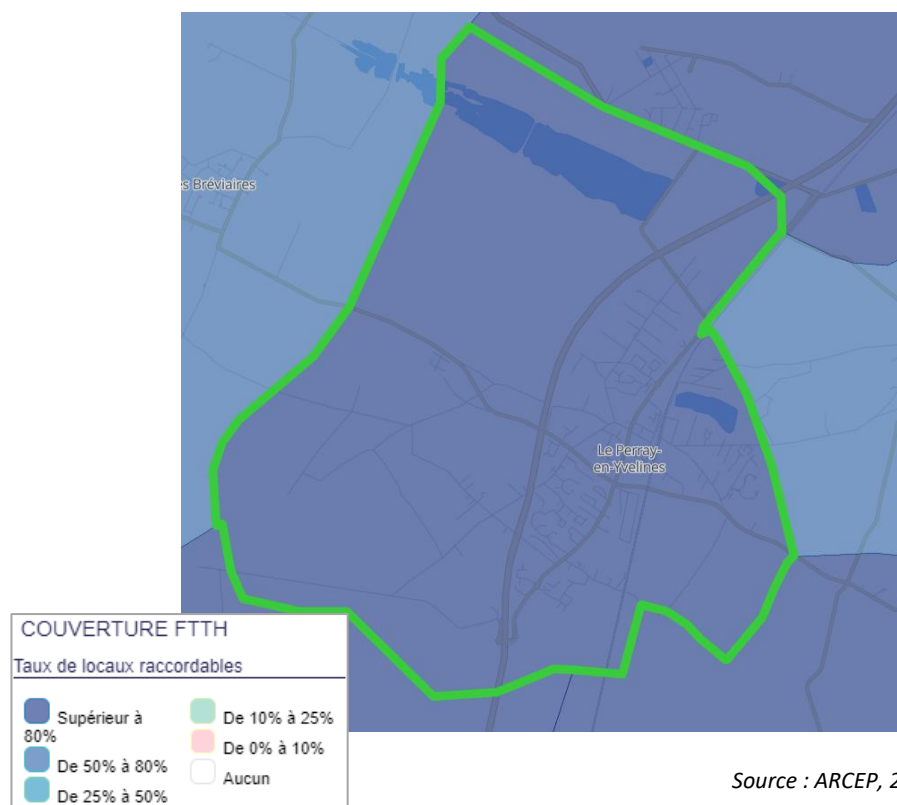 es Bréviaires
Le Perray-
en-Yvelines
COUVERTURE FTTH
Taux de locaux raccordables
Supérieur à
80%
De 50% à 80%
De 25% à 50%
De 10% à 25%
De 0% à 10%
Aucun
Source : ARCEP, 2